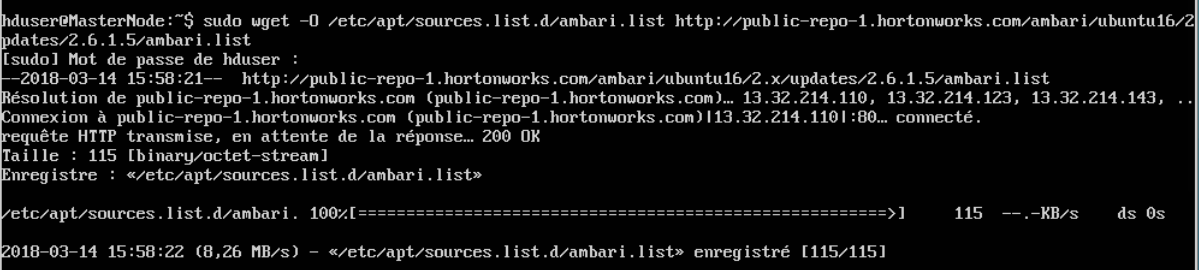 hduser@MasterNode:~$ sudo wget -O /etc/apt/sources.list.d/ambari.list http://public-repo-1.hortonworks.com/ambari/ubuntu16/2
pdates/2.6.1.5/ambari.list
[sudo] Mot de passe de hduser :
--2018-03-14 15:58:21--  http://public-repo-1.hortonworks.com/ambari/ubuntu16/2.x/updates/2.6.1.5/ambari.list
Résolution de public-repo-1.hortonworks.com (public-repo-1.hortonworks.com)… 13.32.214.110, 13.32.214.123, 13.32.214.143, ..
Connexion à public-repo-1.hortonworks.com (public-repo-1.hortonworks.com)|13.32.214.110|:80… connecté.
requête HTTP transmise, en attente de la réponse… 200 OK
Taille : 115 [binary/octet-stream]
Enregistre : «/etc/apt/sources.list.d/ambari.list»
/etc/apt/sources.list.d/ambari. 100%[=======================================================>]     115  --.-KB/s    ds 0s
2018-03-14 15:58:22 (8,26 MB/s) - «/etc/apt/sources.list.d/ambari.list» enregistré [115/115]